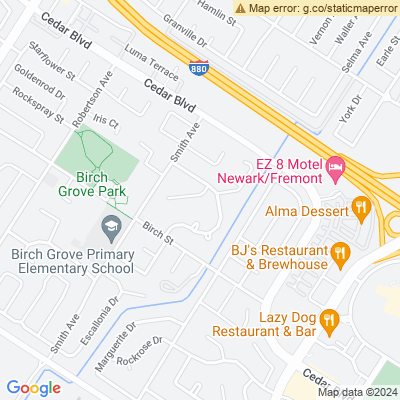 Map error: g.co/staticmaperror
Cedar Blvd
Hamlin St
Granville Dr
Vernon
Waller A
Selma Ave
Earle St
Starflower St
Luma Terrace
880
Goldenrod Dr
Robertson Ave
Cedar Blvd
York Dr
Rockspray St
Iris Ct
Smith Ave
EZ 8 Motel
Newark/Fremont
Birch
Grove Park
Alma Dessert
Birch St
Birch Grove Primary
Elementary School
BJ's Restaurant
& Brewhouse
Escallonia Dr
Smith Ave
Marguerite Dr
Rockrose Dr
Lazy Dog
Restaurant & Bar
Cedar
Google
Map data ©2024